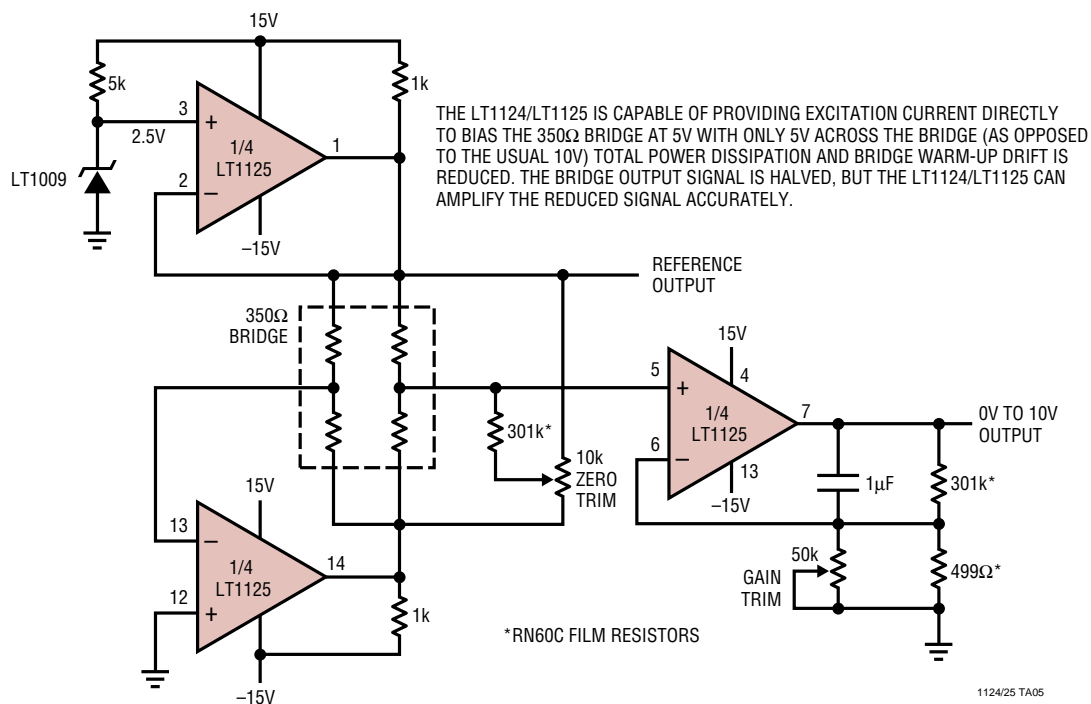 15V
5k
1k
3
+
2.5V
1/4
LT1125
1
LT1009
2
–
–15V
THE LT1124/LT1125 IS CAPABLE OF PROVIDING EXCITATION CURRENT DIRECTLY
TO BIAS THE 350Ω BRIDGE AT 5V WITH ONLY 5V ACROSS THE BRIDGE (AS OPPOSED
TO THE USUAL 10V) TOTAL POWER DISSIPATION AND BRIDGE WARM-UP DRIFT IS
REDUCED. THE BRIDGE OUTPUT SIGNAL IS HALVED, BUT THE LT1124/LT1125 CAN
AMPLIFY THE REDUCED SIGNAL ACCURATELY.
REFERENCE
OUTPUT
350Ω
BRIDGE
301k*
10k
ZERO
TRIM
15V
4
5
+
1/4
LT1125
7
6
–
13
–15V
0V TO 10V
OUTPUT
1µF
301k*
50k
GAIN
TRIM
499Ω*
15V
13
–
1/4
LT1125
14
12
+
1k
–15V
*RN60C FILM RESISTORS
1124/25 TA05